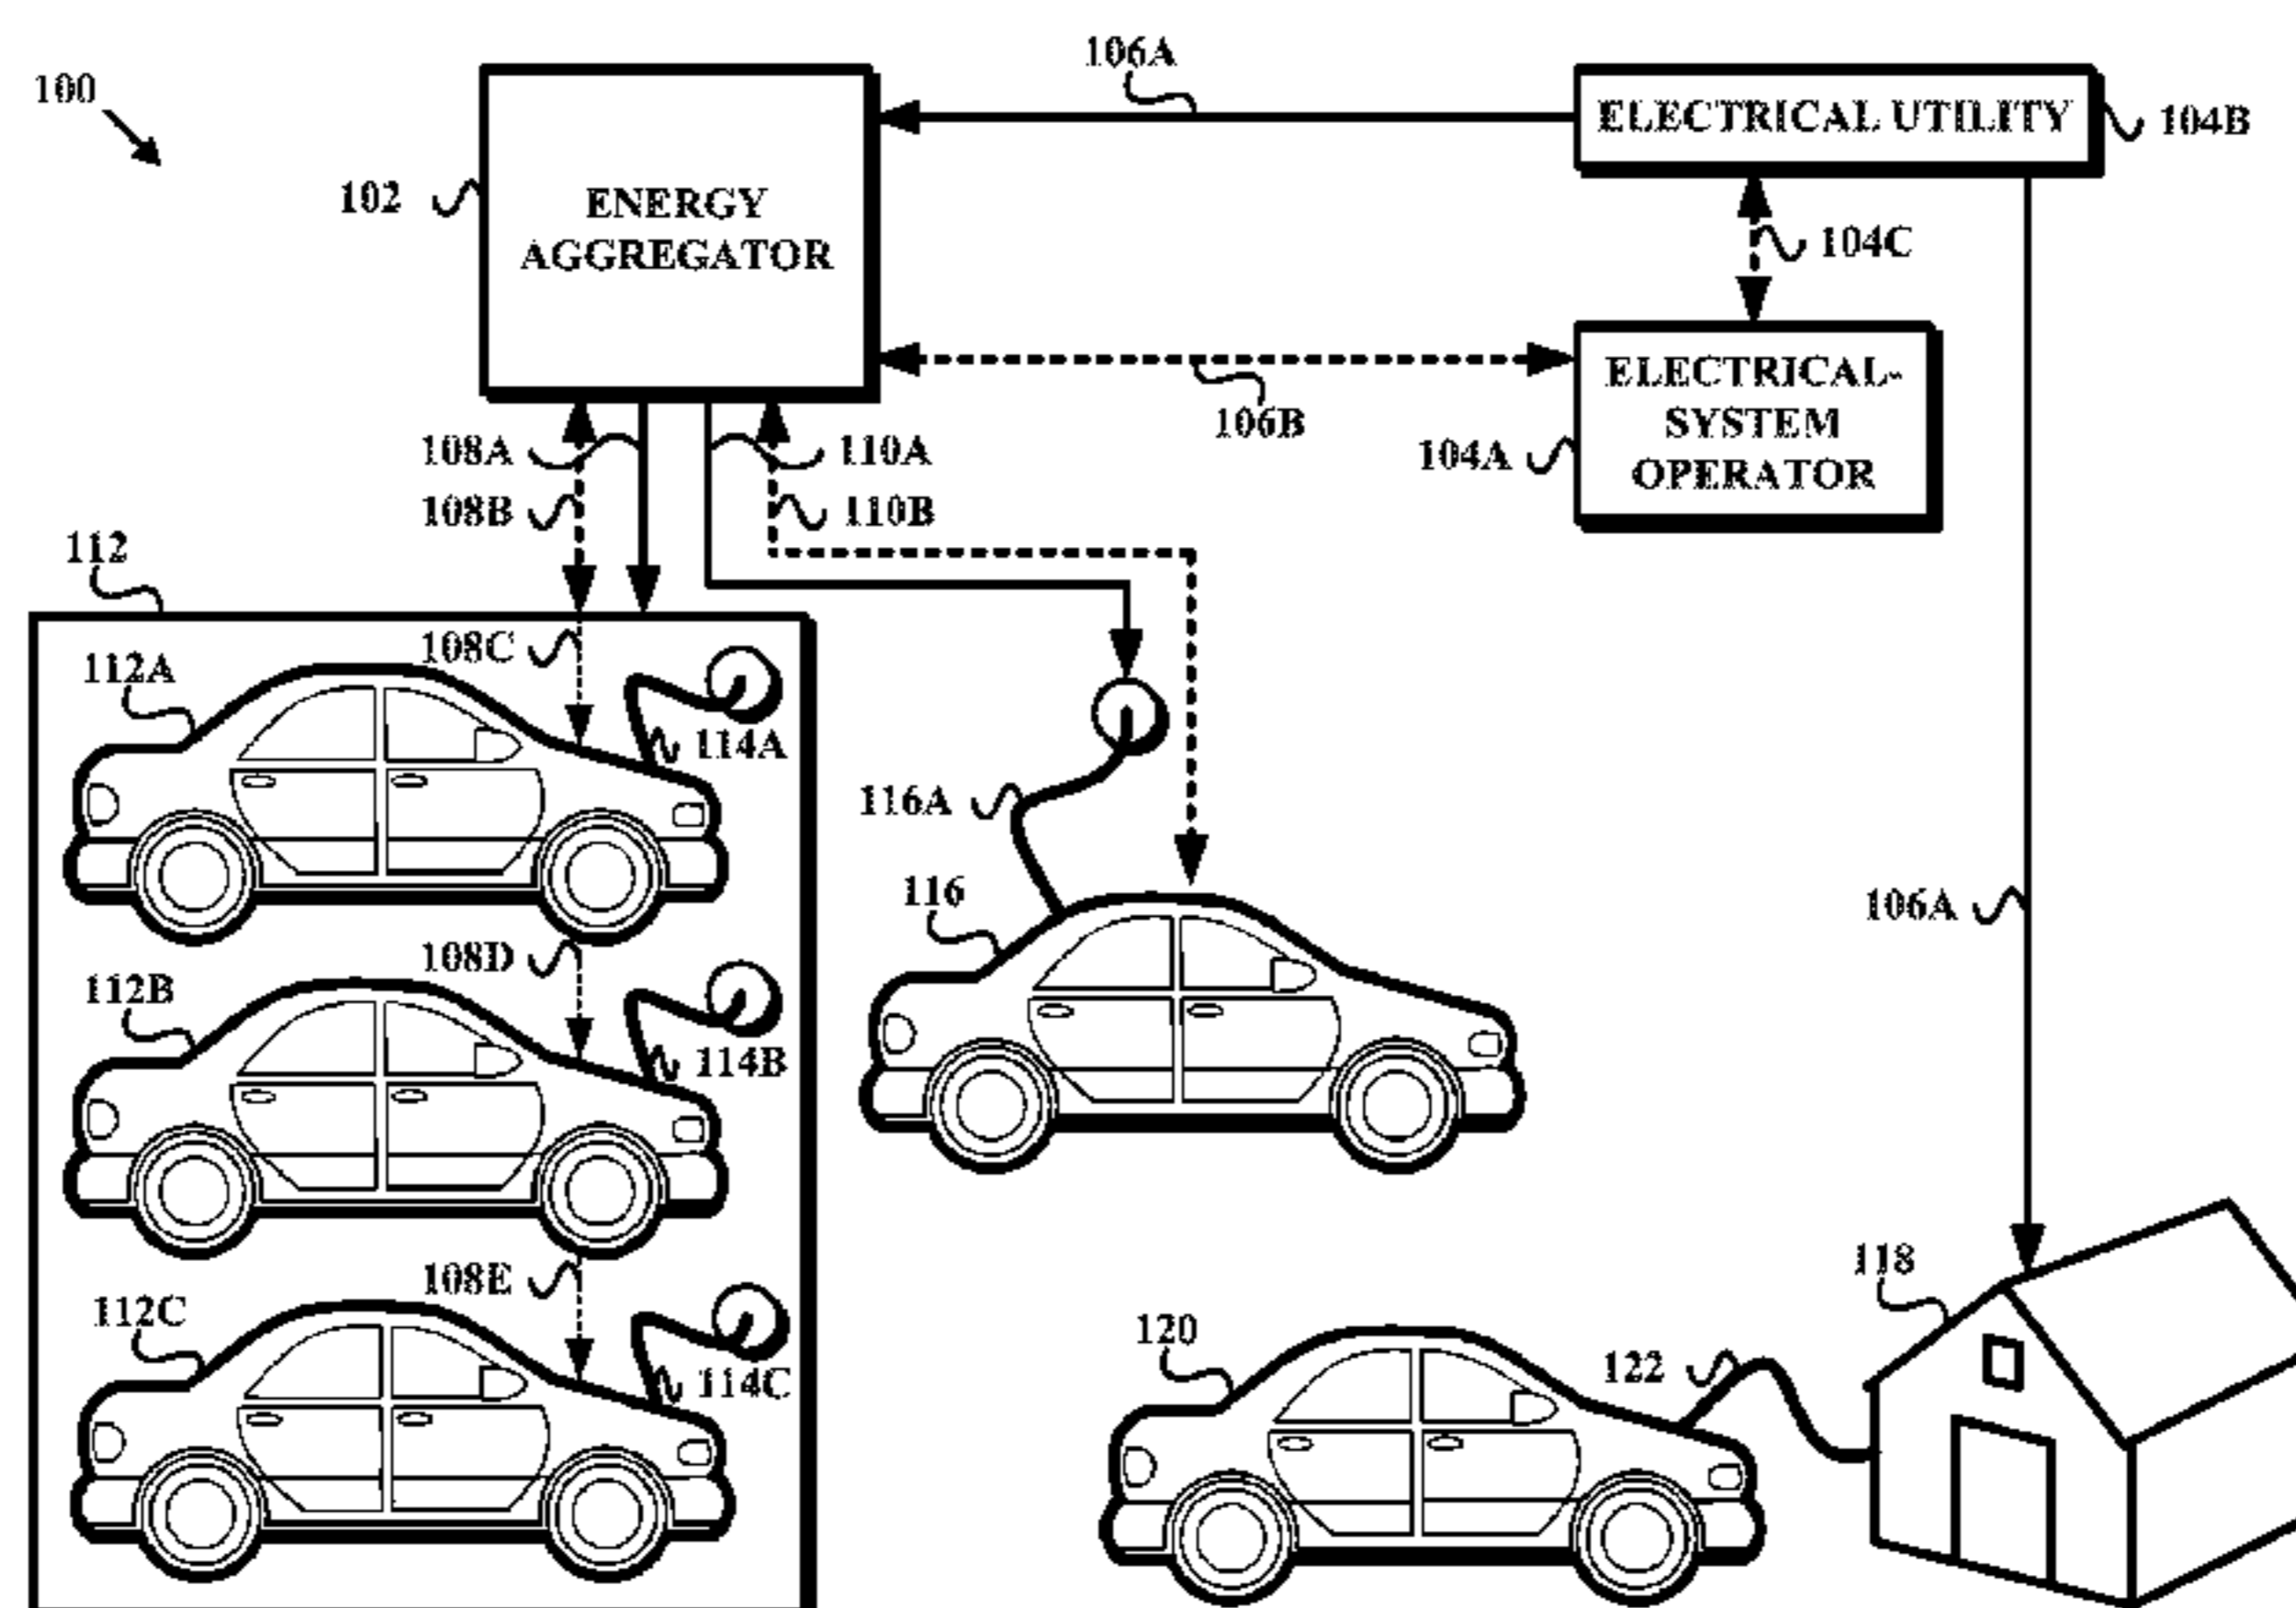 100
106A
ELECTRICAL UTILITY
104B
102
ENERGY
AGGREGATOR
104C
106B
ELECTRICAL-
SYSTEM
OPERATOR
104A
108A
110A
108B
110B
112
108C
112A
114A
116A
116
106A
108D
112B
114B
108E
118
112C
114C
120
122